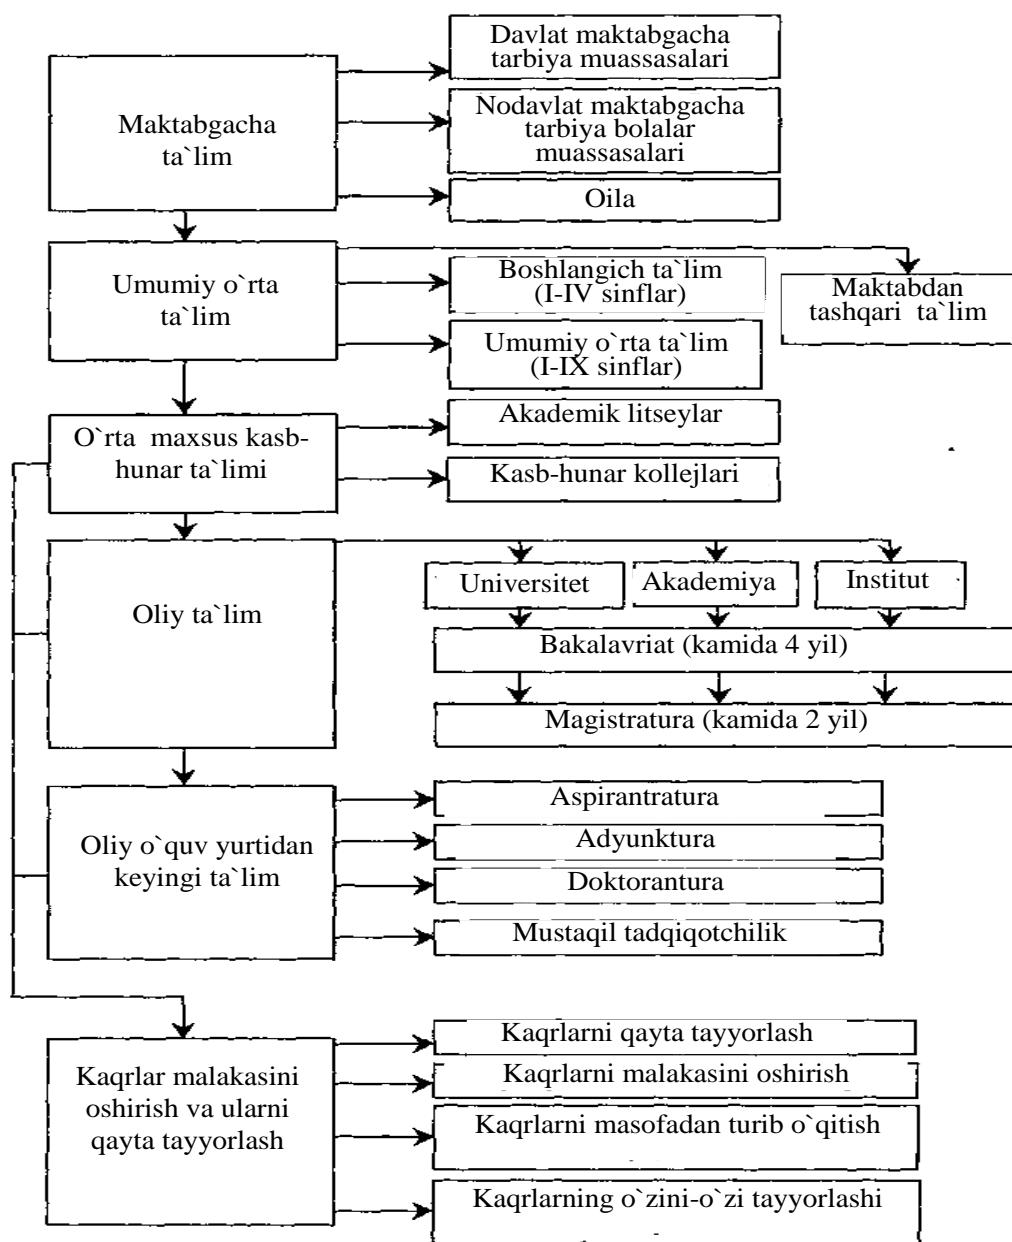 Davlat maktabgacha
tarbiya muassasalari
Maktabgacha
ta`lim
Nodavlat maktabgacha
tarbiya bolalar
muassasalari
Oila
Umumiy o`rta
ta`lim
Boshlangich ta`lim
(I-IV sinflar)
Maktabdan
tashqari ta`lim
Umumiy o`rta ta`lim
(I-IX sinflar)
O`rta maxsus kasb-
hunar ta`limi
Akademik litseylar
Kasb-hunar kollejlari
Oliy ta`lim
Universitet
Akademiya
Institut
Bakalavriat (kamida 4 yil)
Magistratura (kamida 2 yil)
Oliy o`quv yurtidan
keyingi ta`lim
Aspirantratura
Adyunktura
Doktorantura
Mustaqil tadqiqotchilik
Kaqrlar malakasini
oshirish va ularni
qayta tayyorlash
Kaqrlarni qayta tayyorlash
Kaqrlarni malakasini oshirish
Kaqrlarni masofadan turib o`qitish
Kaqrlarning o`zini-o`zi tayyorlashi